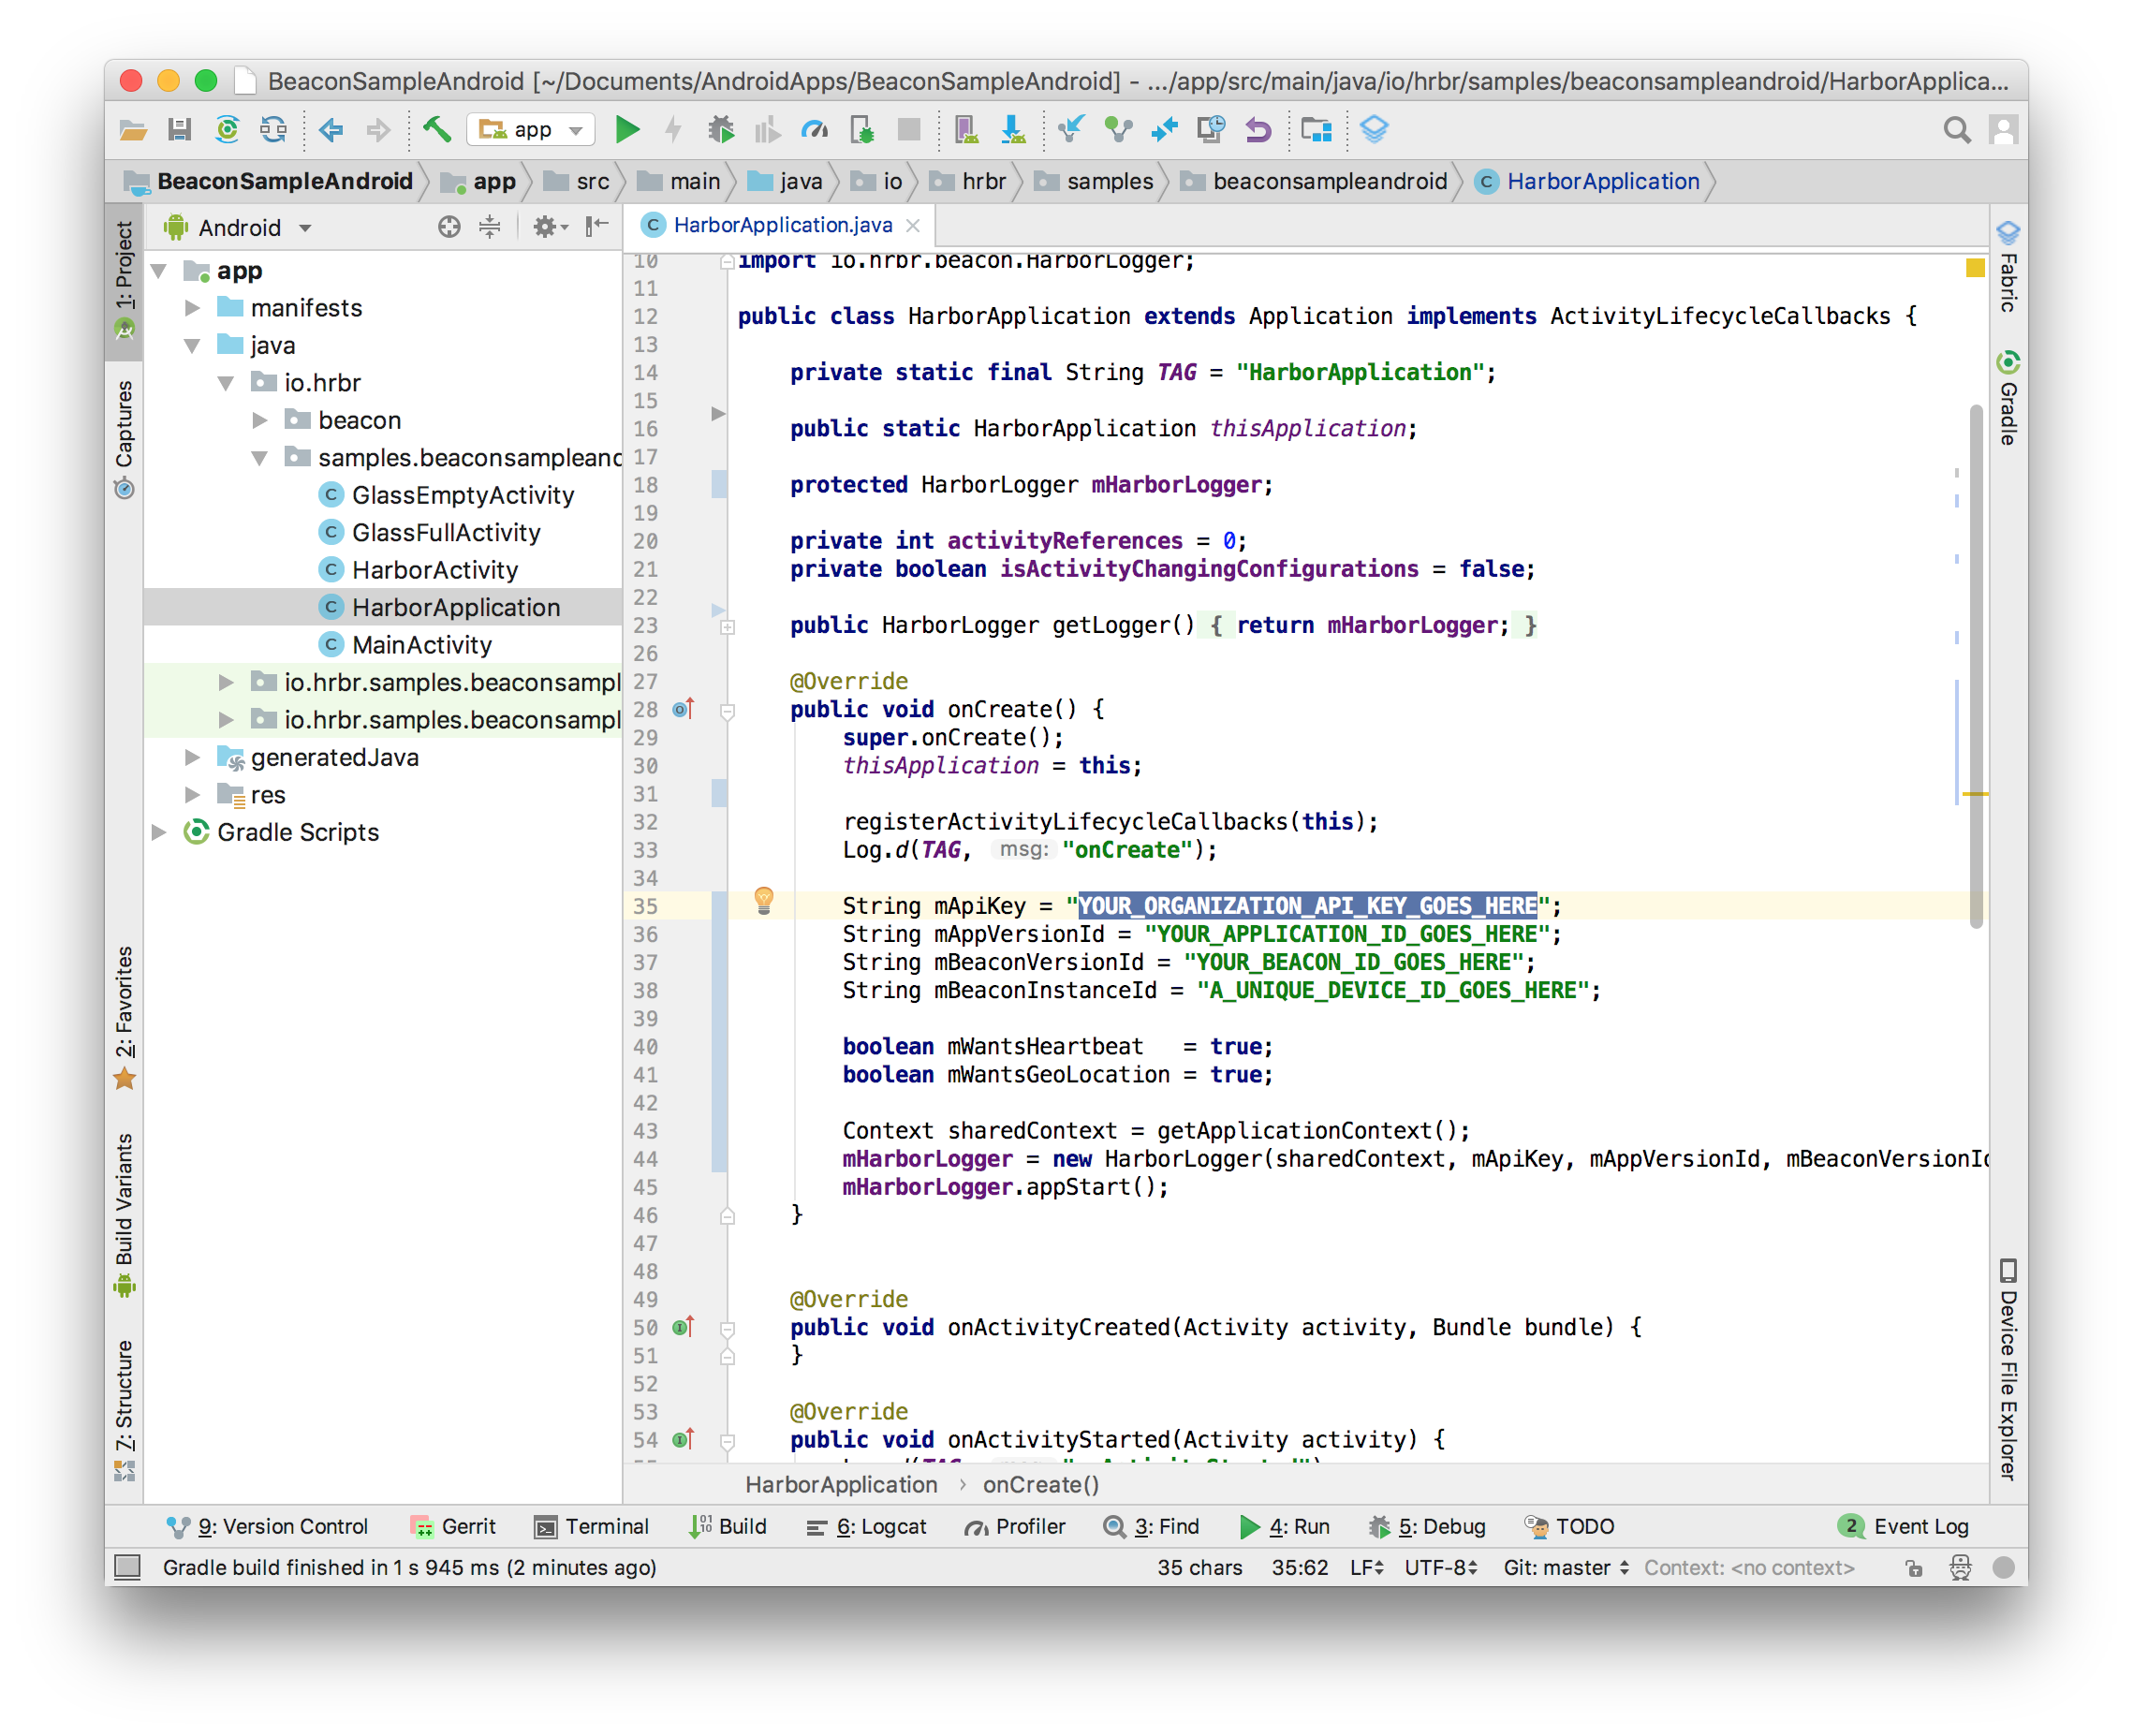 BeaconSampleAndroid [~/Documents/AndroidApps/BeaconSampleAndroid] - .../app/src/main/java/io/hrbr/samples/beaconsampleandroid/HarborApplica...
app
BeaconSampleAndroid app src main java io hrbr samples beaconsampleandroid HarborApplication
1: Project
Captures
2: Favorites
Build Variants
7: Structure
Android
app
manifests
java
io.hrbr
beacon
samples.beaconsampleand
GlassEmptyActivity
GlassFullActivity
HarborActivity
HarborApplication
MainActivity
io.hrbr.samples.beaconsampl
io.hrbr.samples.beaconsampl
generatedJava
res
Gradle Scripts
HarborApplication.java
10 import io.hrbr.beacon.HarborLogger;
11
12 public class HarborApplication extends Application implements ActivityLifecycleCallbacks {
13
14 private static final String TAG = "HarborApplication";
15
16 public static HarborApplication thisApplication;
17
18 protected HarborLogger mHarborLogger;
19
20 private int activityReferences = 0;
21 private boolean isActivityChangingConfigurations = false;
22
23 public HarborLogger getLogger() { return mHarborLogger; }
26
27 @Override
28 public void onCreate() {
29 super.onCreate();
30 thisApplication = this;
31
32 registerActivityLifecycleCallbacks(this);
33 Log.d(TAG, msg: "onCreate");
34
35 String mApiKey = "YOUR_ORGANIZATION_API_KEY_GOES_HERE";
36 String mAppVersionId = "YOUR_APPLICATION_ID_GOES_HERE";
37 String mBeaconVersionId = "YOUR_BEACON_ID_GOES_HERE";
38 String mBeaconInstanceId = "A_UNIQUE_DEVICE_ID_GOES_HERE";
39
40 boolean mWantsHeartbeat = true;
41 boolean mWantsGeoLocation = true;
42
43 Context sharedContext = getApplicationContext();
44 mHarborLogger = new HarborLogger(sharedContext, mApiKey, mAppVersionId, mBeaconVersionId
45 mHarborLogger.appStart();
46 }
47
48
49 @Override
50 public void onActivityCreated(Activity activity, Bundle bundle) {
51 }
52
53 @Override
54 public void onActivityStarted(Activity activity) {
HarborApplication › onCreate()
Fabric
Gradle
Device File Explorer
9: Version Control Gerrit Terminal Build 6: Logcat Profiler 3: Find 4: Run 5: Debug TODO 2 Event Log
Gradle build finished in 1 s 945 ms (2 minutes ago) 35 chars 35:62 LF UTF-8 Git: master Context: <no context>